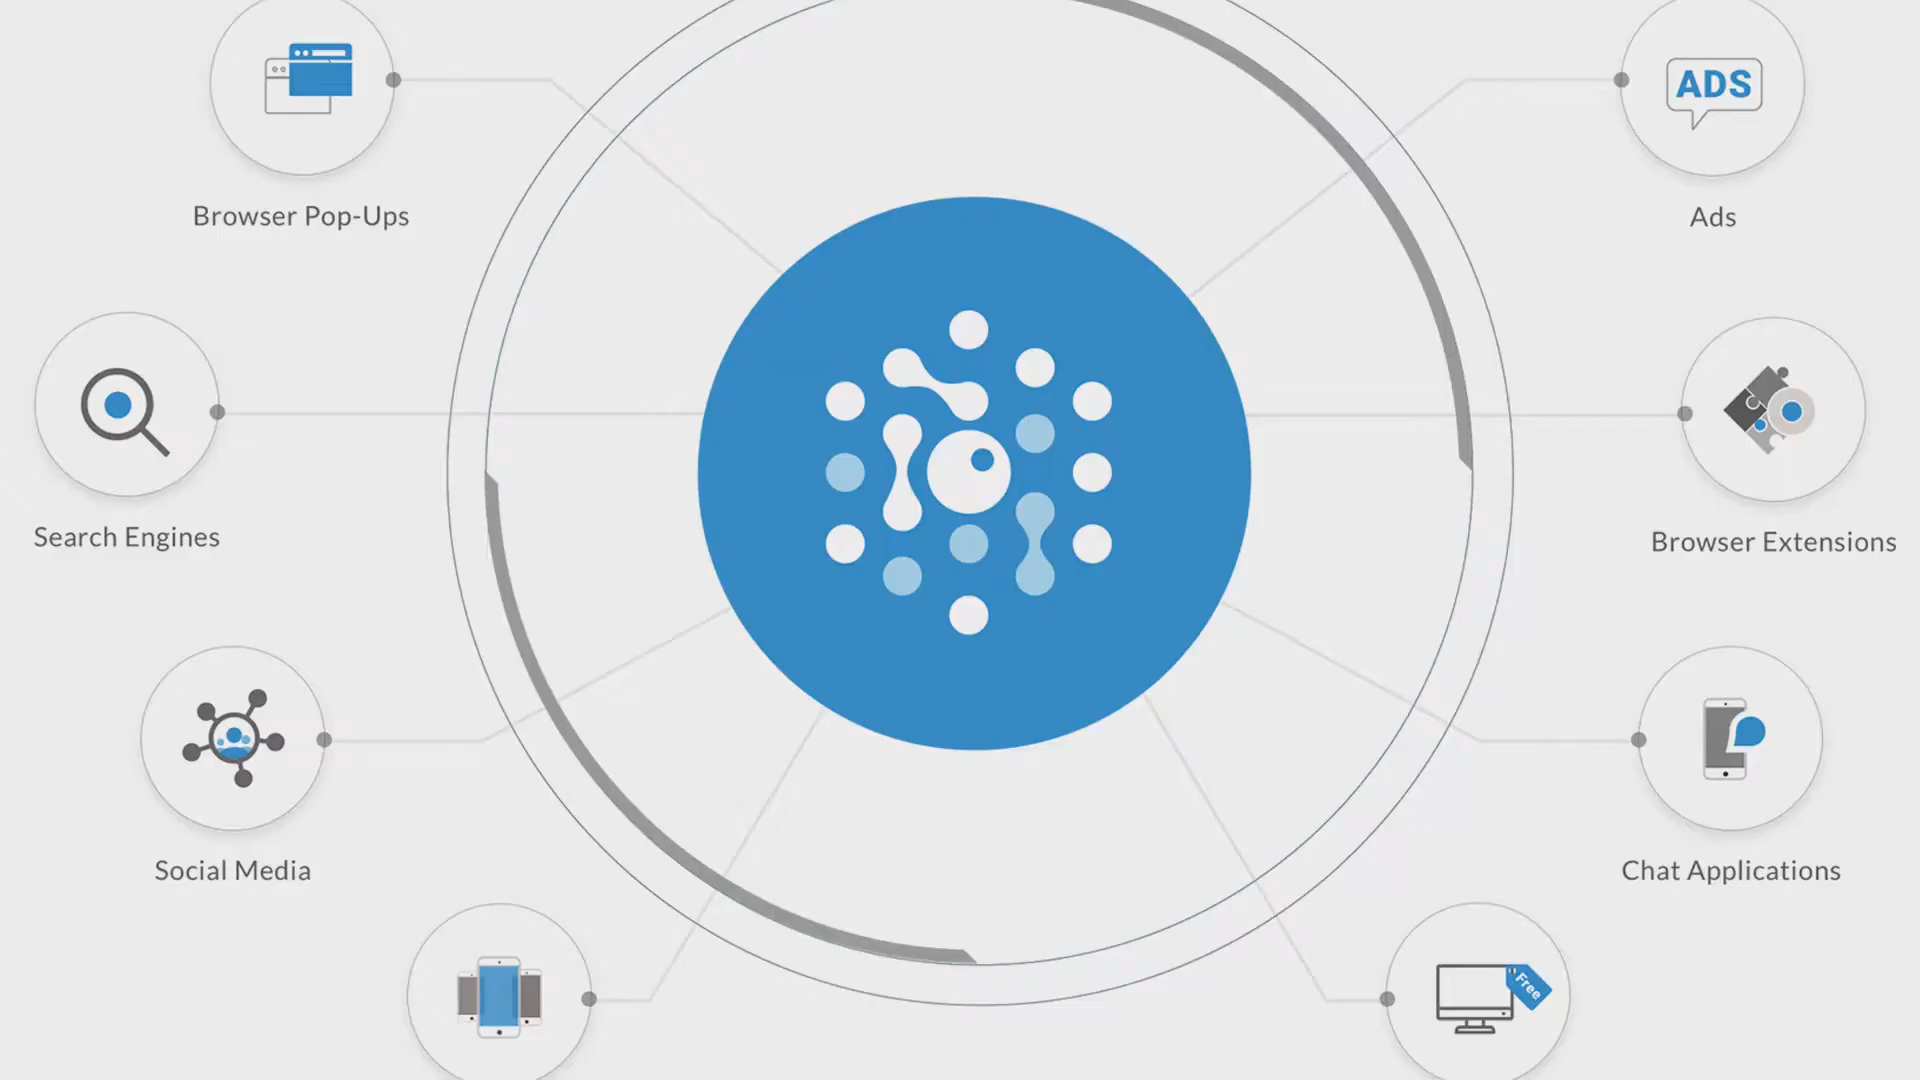 ADS
Browser Pop-Ups
Ads
Search Engines
Browser Extensions
Social Media
Chat Applications
Free